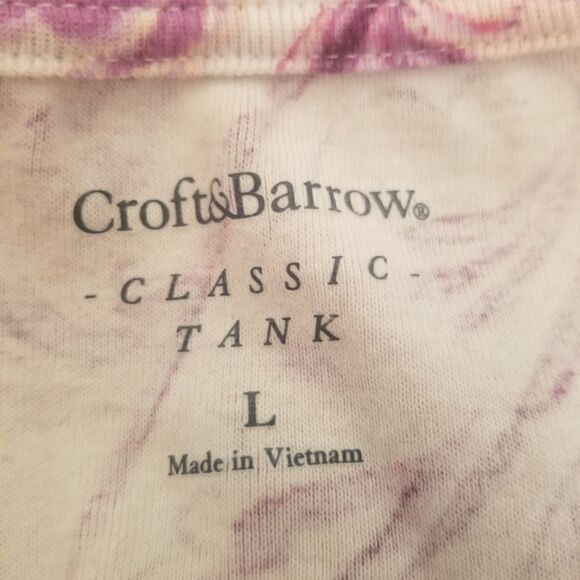 Croft&Barrow®
- CLASSIC -
TANK
L
Made in Vietnam